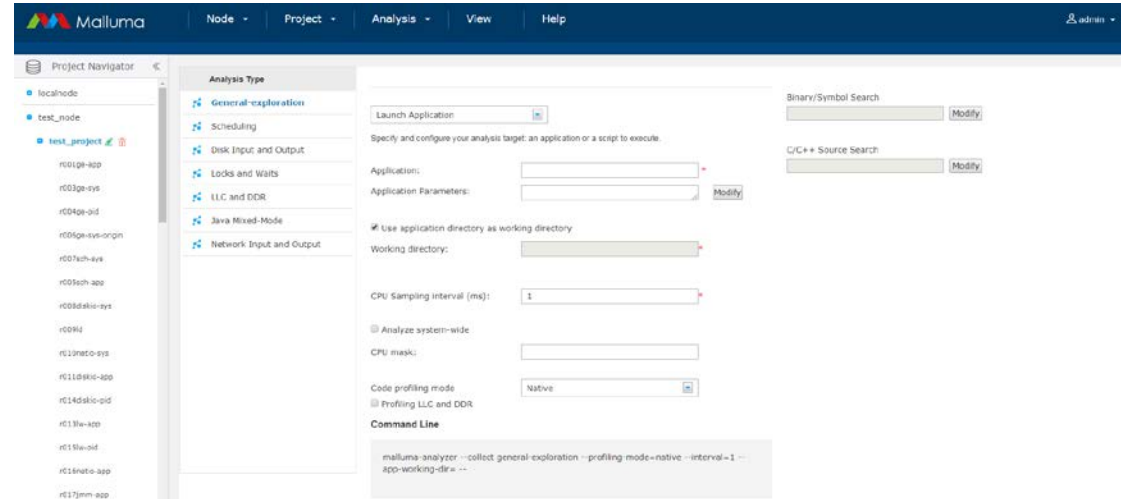 Malluma
Node
Project
Analysis
View
Help
admin
Project Navigator
localnode
test_node
test_project
r001ge-app
r003ge-sys
r004ge-pid
r006ge-sys-origin
r007sch-sys
r005sch-app
r008diskio-sys
r010netio-sys
r011diskio-app
r014diskio-pid
r013lw-app
r015lw-pid
r016netio-app
r017jmm-app
Analysis Type
General-exploration
Scheduling
Disk Input and Output
Locks and Waits
LLC and DDR
Java Mixed-Mode
Network Input and Output
Launch Application
Specify and configure your analysis target: an application or a script to execute.
Application: *
Application Parameters: Modify
Use application directory as working directory
Working directory: *
CPU Sampling interval (ms): 1 *
Analyze system-wide
CPU mask:
Code profiling mode Native
Profiling LLC and DDR
Command Line
malluma-analyzer --collect general-exploration --profiling-mode=native --interval=1 --
app-working-dir= --
Binary/Symbol Search
Modify
C/C++ Source Search
Modify